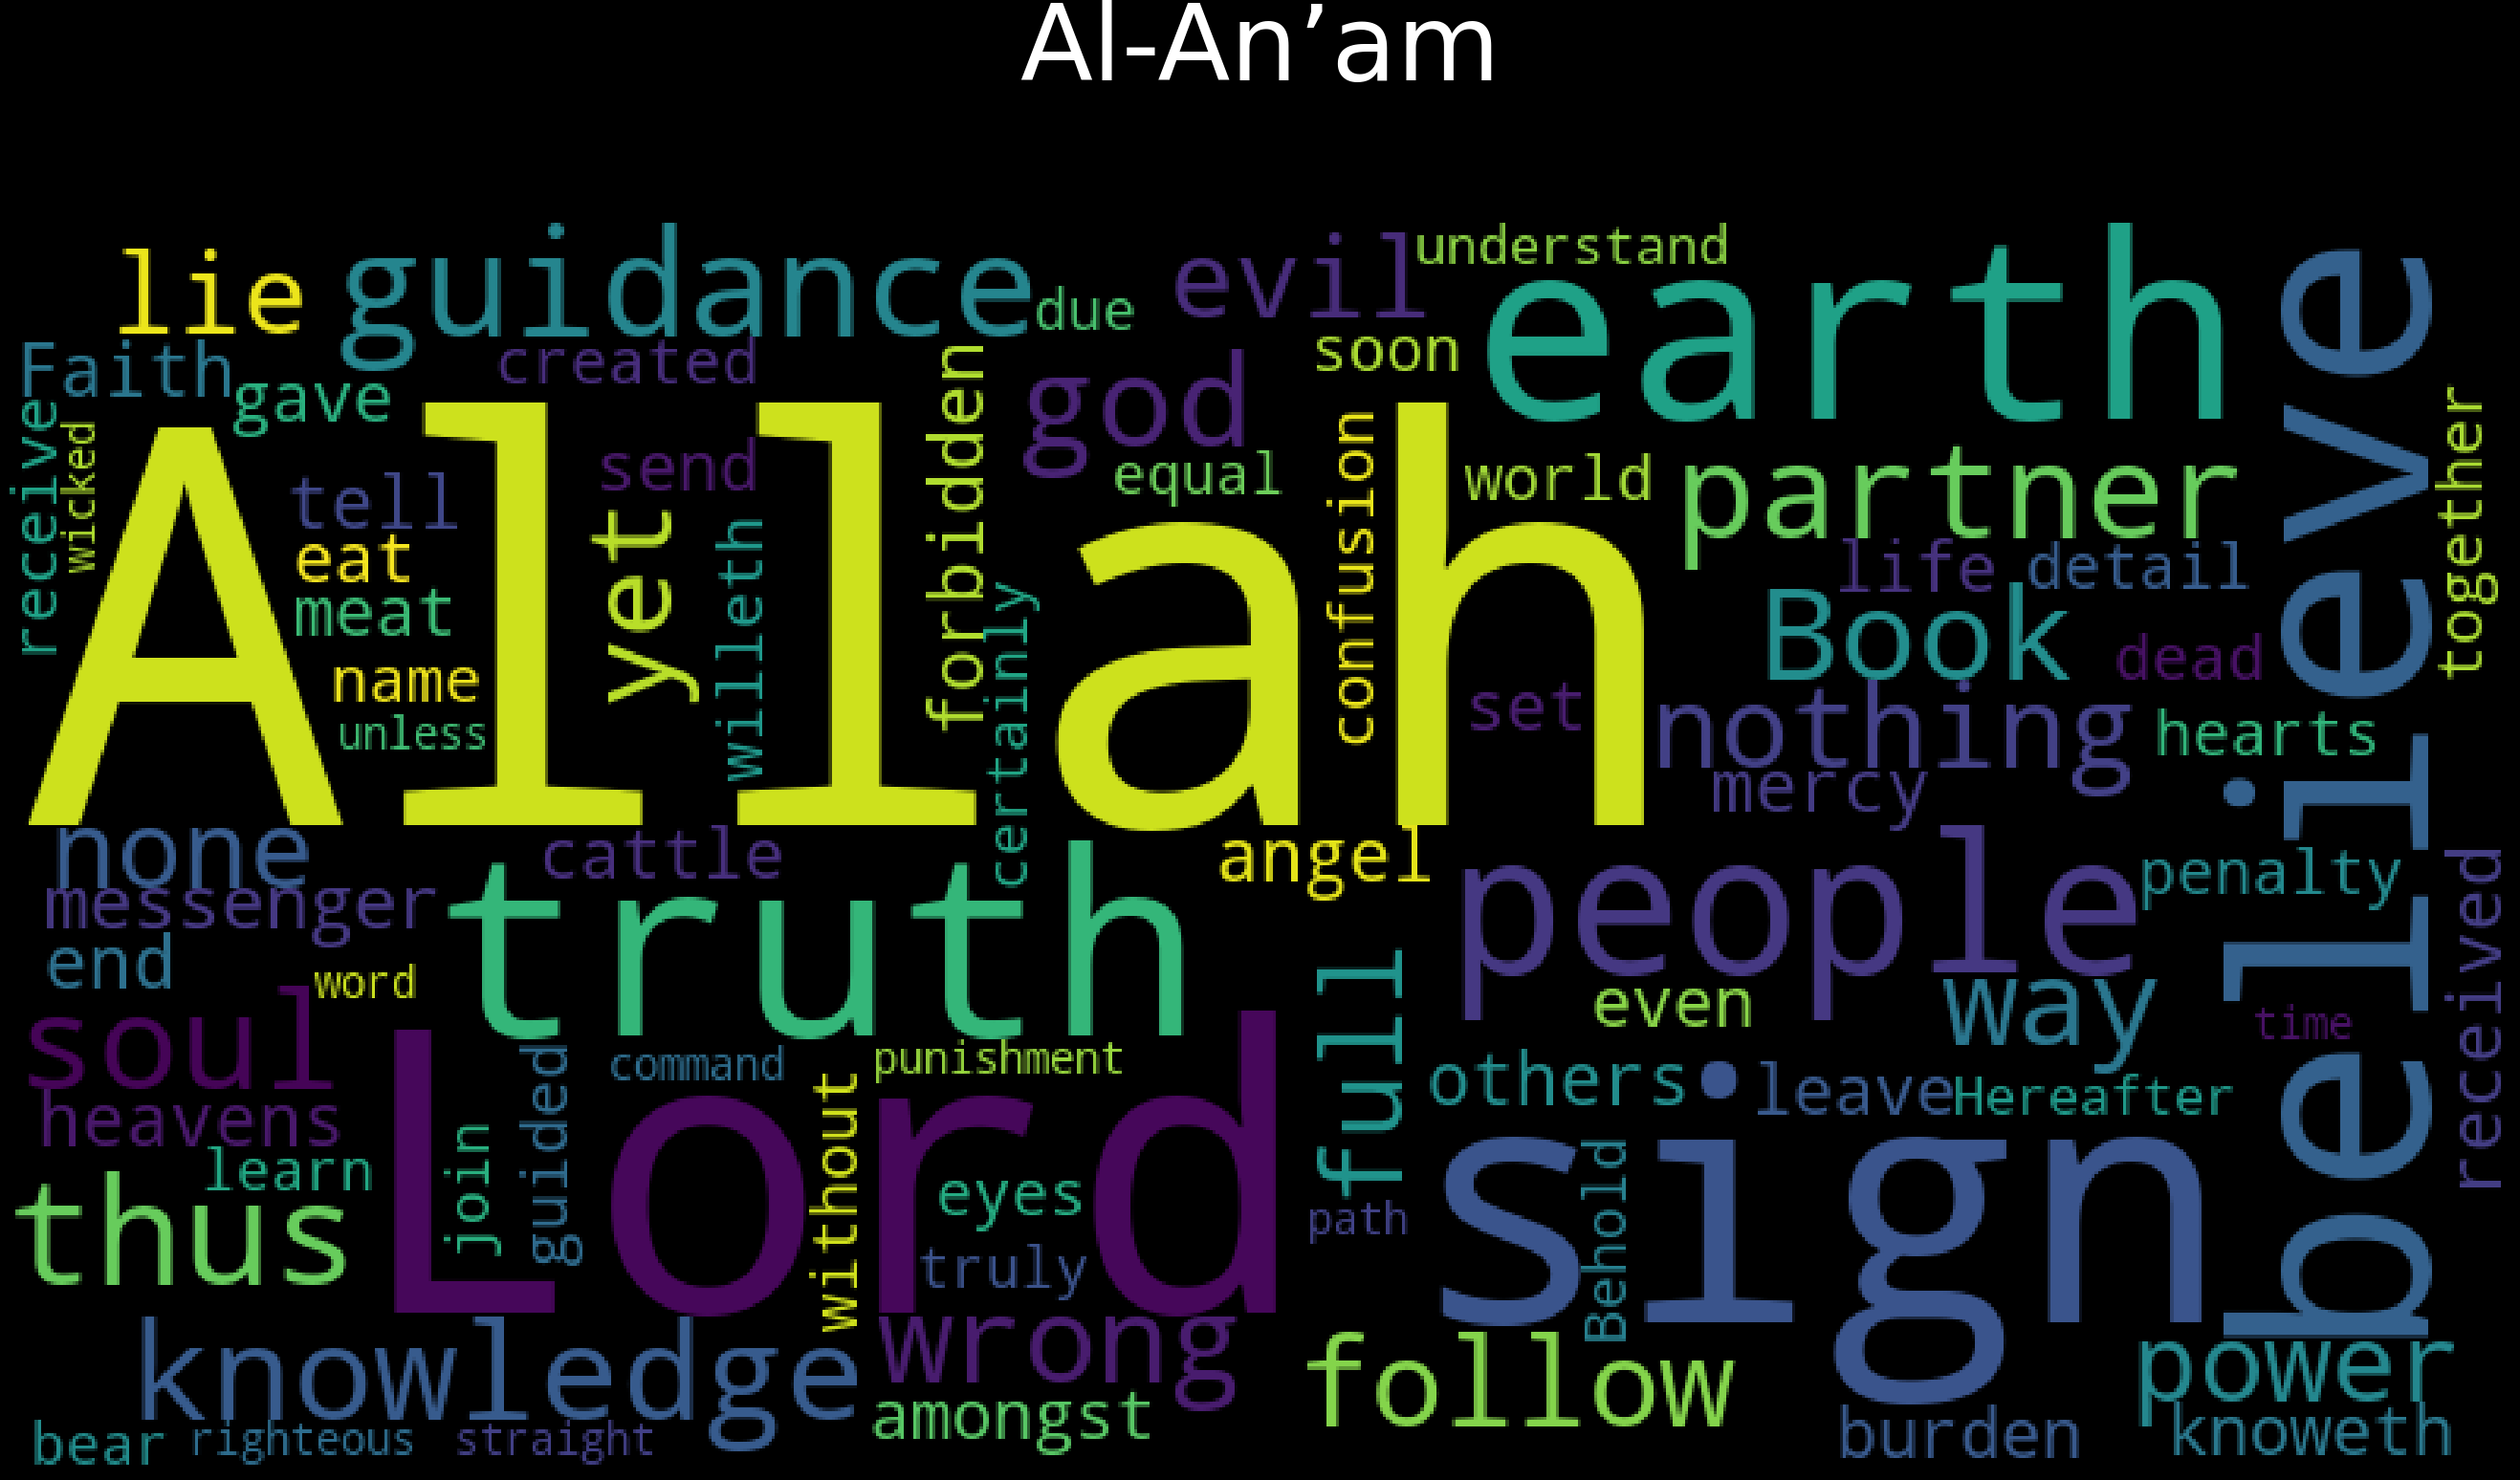 Al-An’am
lie
guidance
due
evil
understand
earth
believe
Faith
gave
created
forbidden
god
soon
receive
wicked
Allah
tell
send
equal
confusion
world
partner
together
eat
yet
willeth
life
detail
meat
certainly
Book
dead
name
unless
set
nothing
hearts
mercy
none
cattle
angel
people
penalty
messenger
truth
received
end
word
full
even
way
time
soul
Lord
command
punishment
others
leave
Hereafter
heavens
guided
without
learn
join
eyes
sign
Behold
thus
truly
path
knowledge
wrong
follow
power
amongst
burden
knoweth
bear
righteous
straight